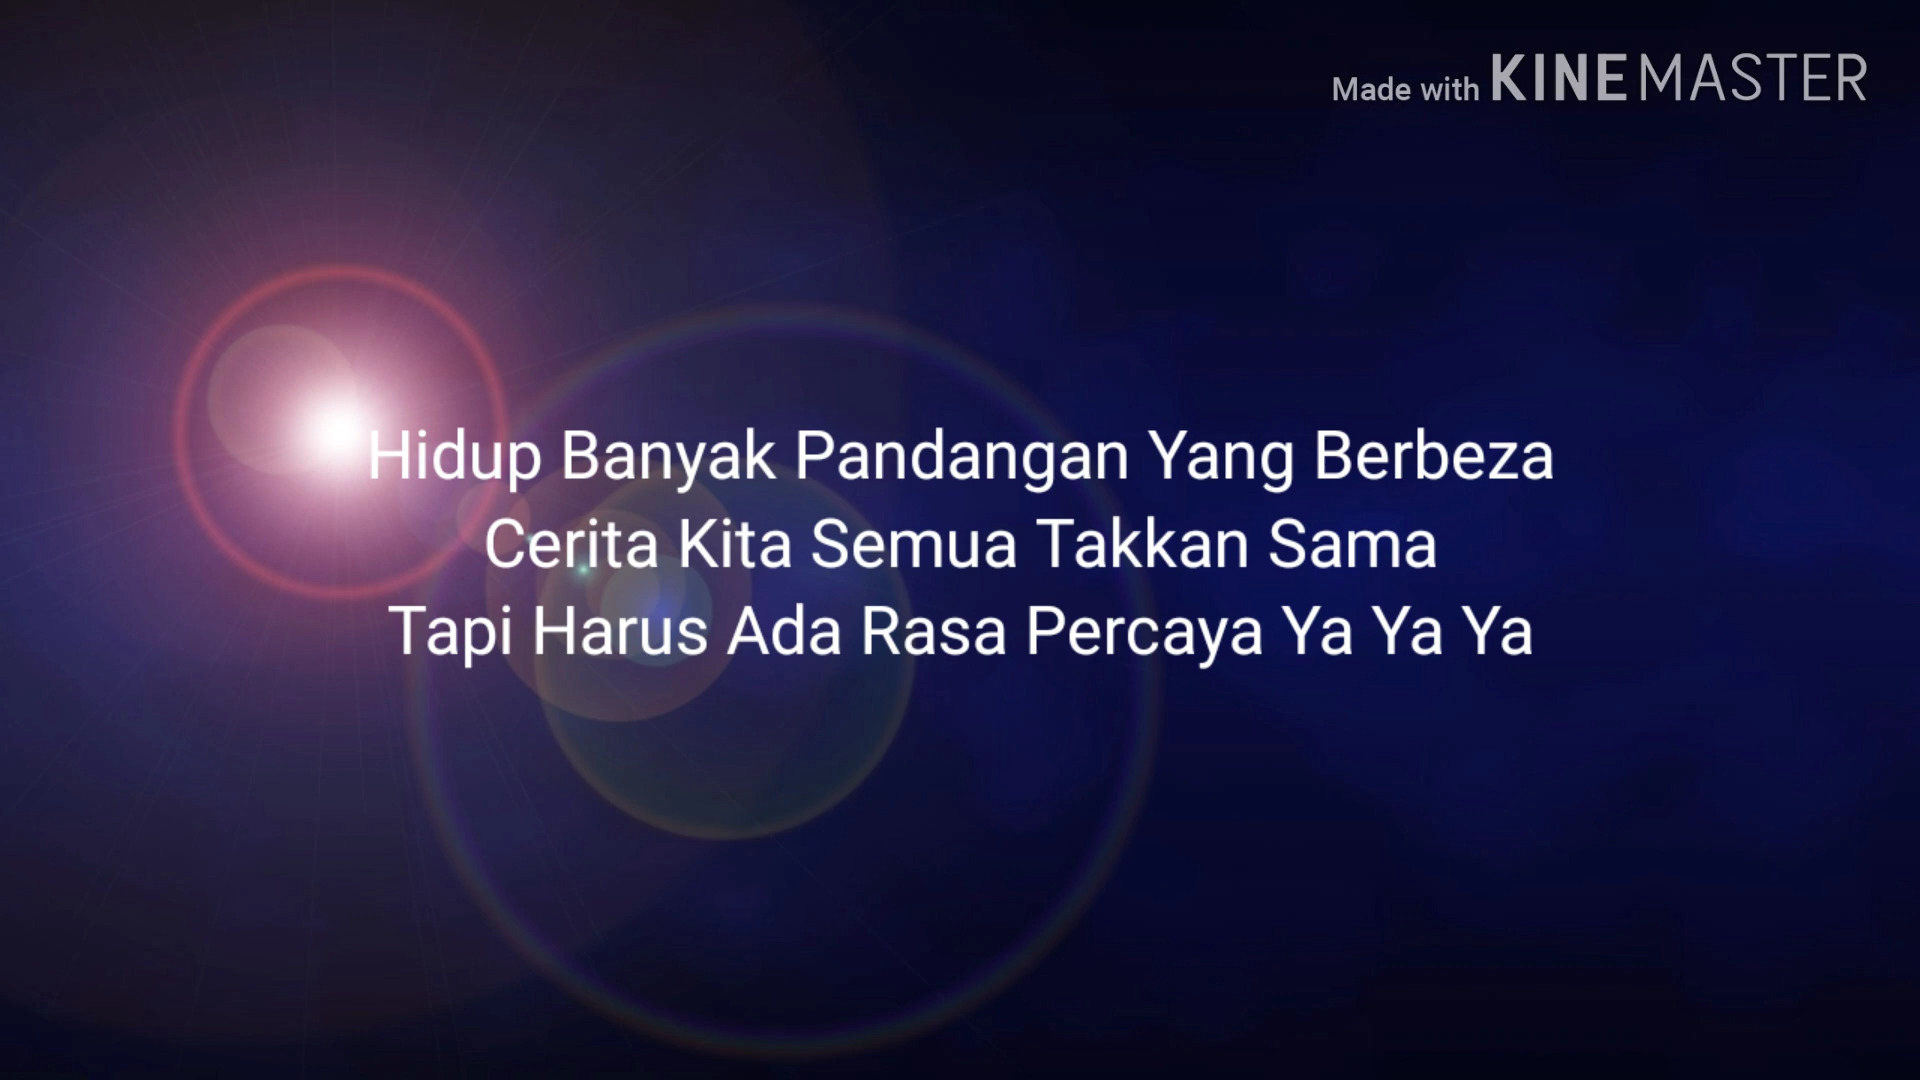 Made with KINEMASTER
Hidup Banyak Pandangan Yang Berbeza
Cerita Kita Semua Takkan Sama
Tapi Harus Ada Rasa Percaya Ya Ya Ya